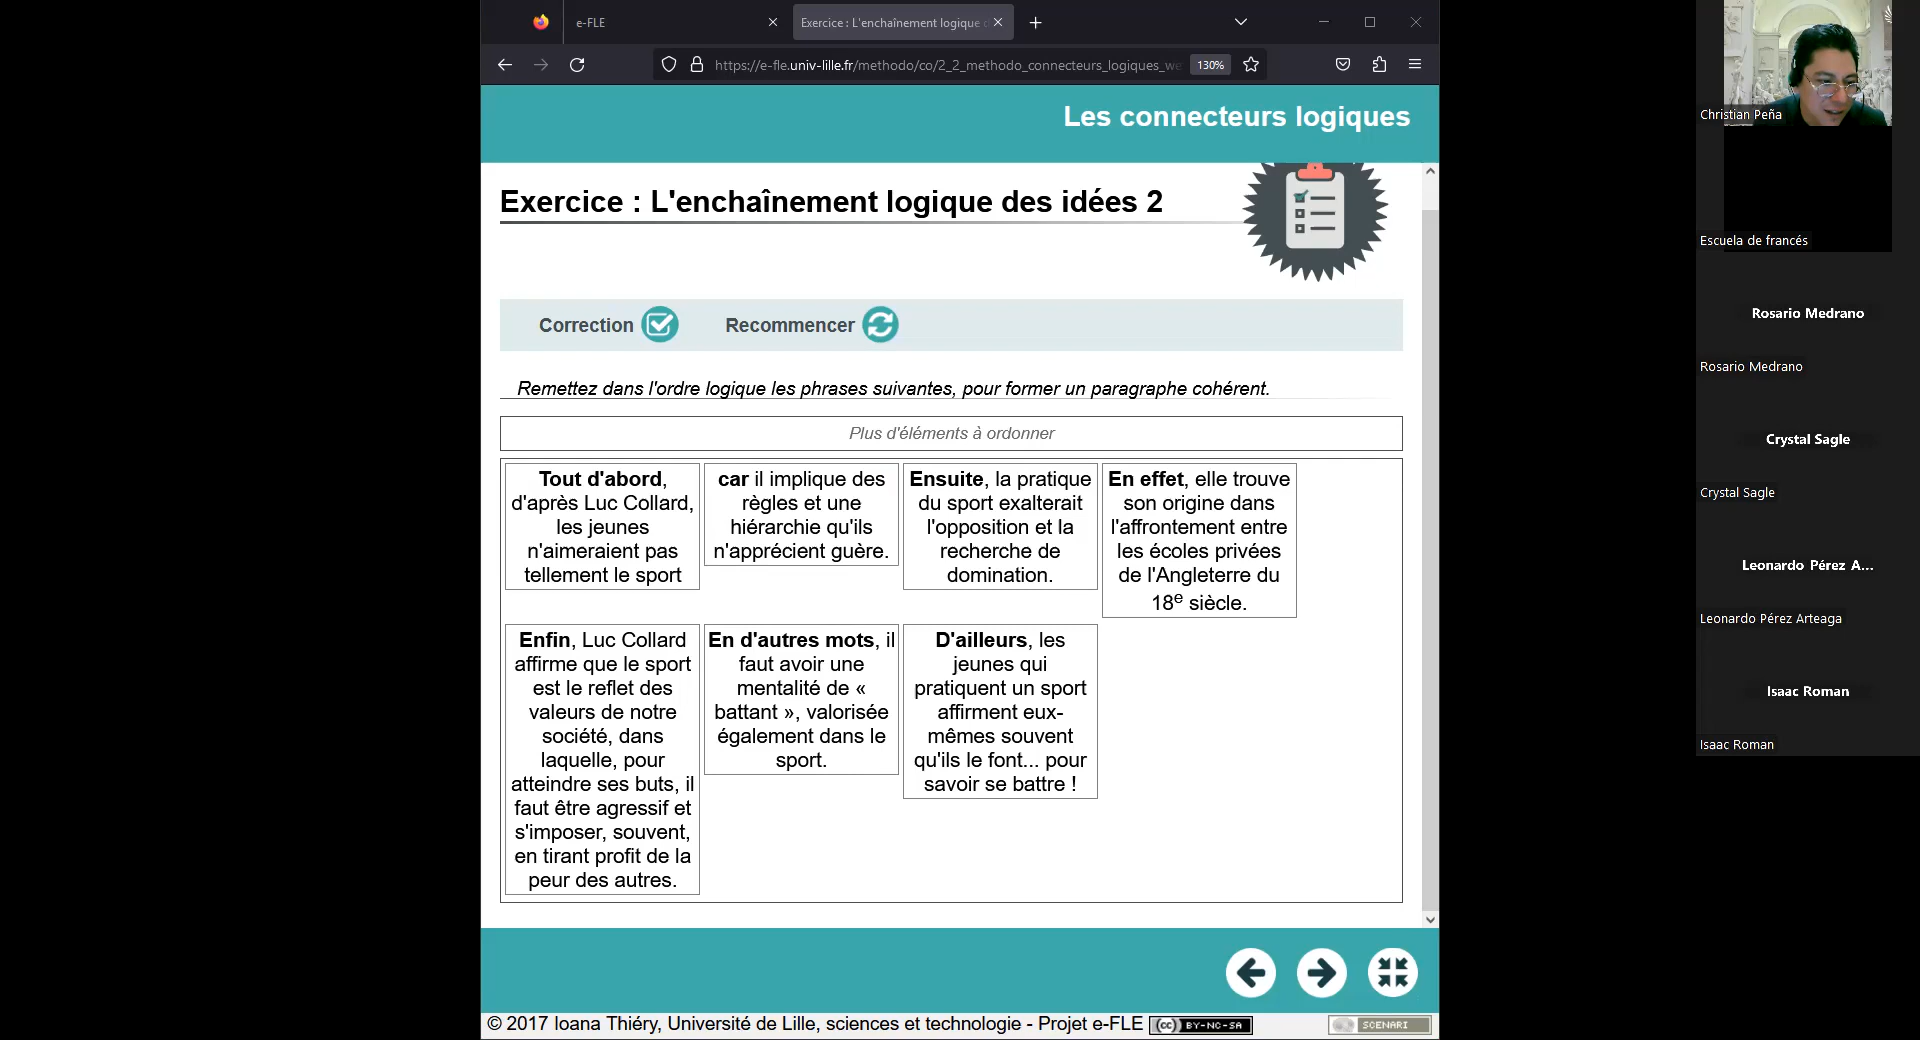 e-FLE
Exercice : L'enchaînement logique d
https://e-fle.univ-lille.fr/methodo/co/2_2_methodo_connecteurs_logiques_we
130%
Les connecteurs logiques
Exercice : L'enchaînement logique des idées 2
Correction
Recommencer
Remettez dans l'ordre logique les phrases suivantes, pour former un paragraphe cohérent.
Plus d'éléments à ordonner
Tout d'abord,
d'après Luc Collard,
les jeunes
n'aimeraient pas
tellement le sport
car il implique des
règles et une
hiérarchie qu'ils
n'apprécient guère.
Ensuite, la pratique
du sport exalterait
l'opposition et la
recherche de
domination.
En effet, elle trouve
son origine dans
l'affrontement entre
les écoles privées
de l'Angleterre du
18e siècle.
Enfin, Luc Collard
affirme que le sport
est le reflet des
valeurs de notre
société, dans
laquelle, pour
atteindre ses buts, il
faut être agressif et
s'imposer, souvent,
en tirant profit de la
peur des autres.
En d'autres mots, il
faut avoir une
mentalité de «
battant », valorisée
également dans le
sport.
D'ailleurs, les
jeunes qui
pratiquent un sport
affirment eux-
mêmes souvent
qu'ils le font... pour
savoir se battre !
© 2017 Ioana Thiéry, Université de Lille, sciences et technologie - Projet e-FLE
cc BY-NC-SA
SCENARI
Christian Peña
Escuela de francés
Rosario Medrano
Rosario Medrano
Crystal Sagle
Crystal Sagle
Leonardo Pérez A...
Leonardo Pérez Arteaga
Isaac Roman
Isaac Roman